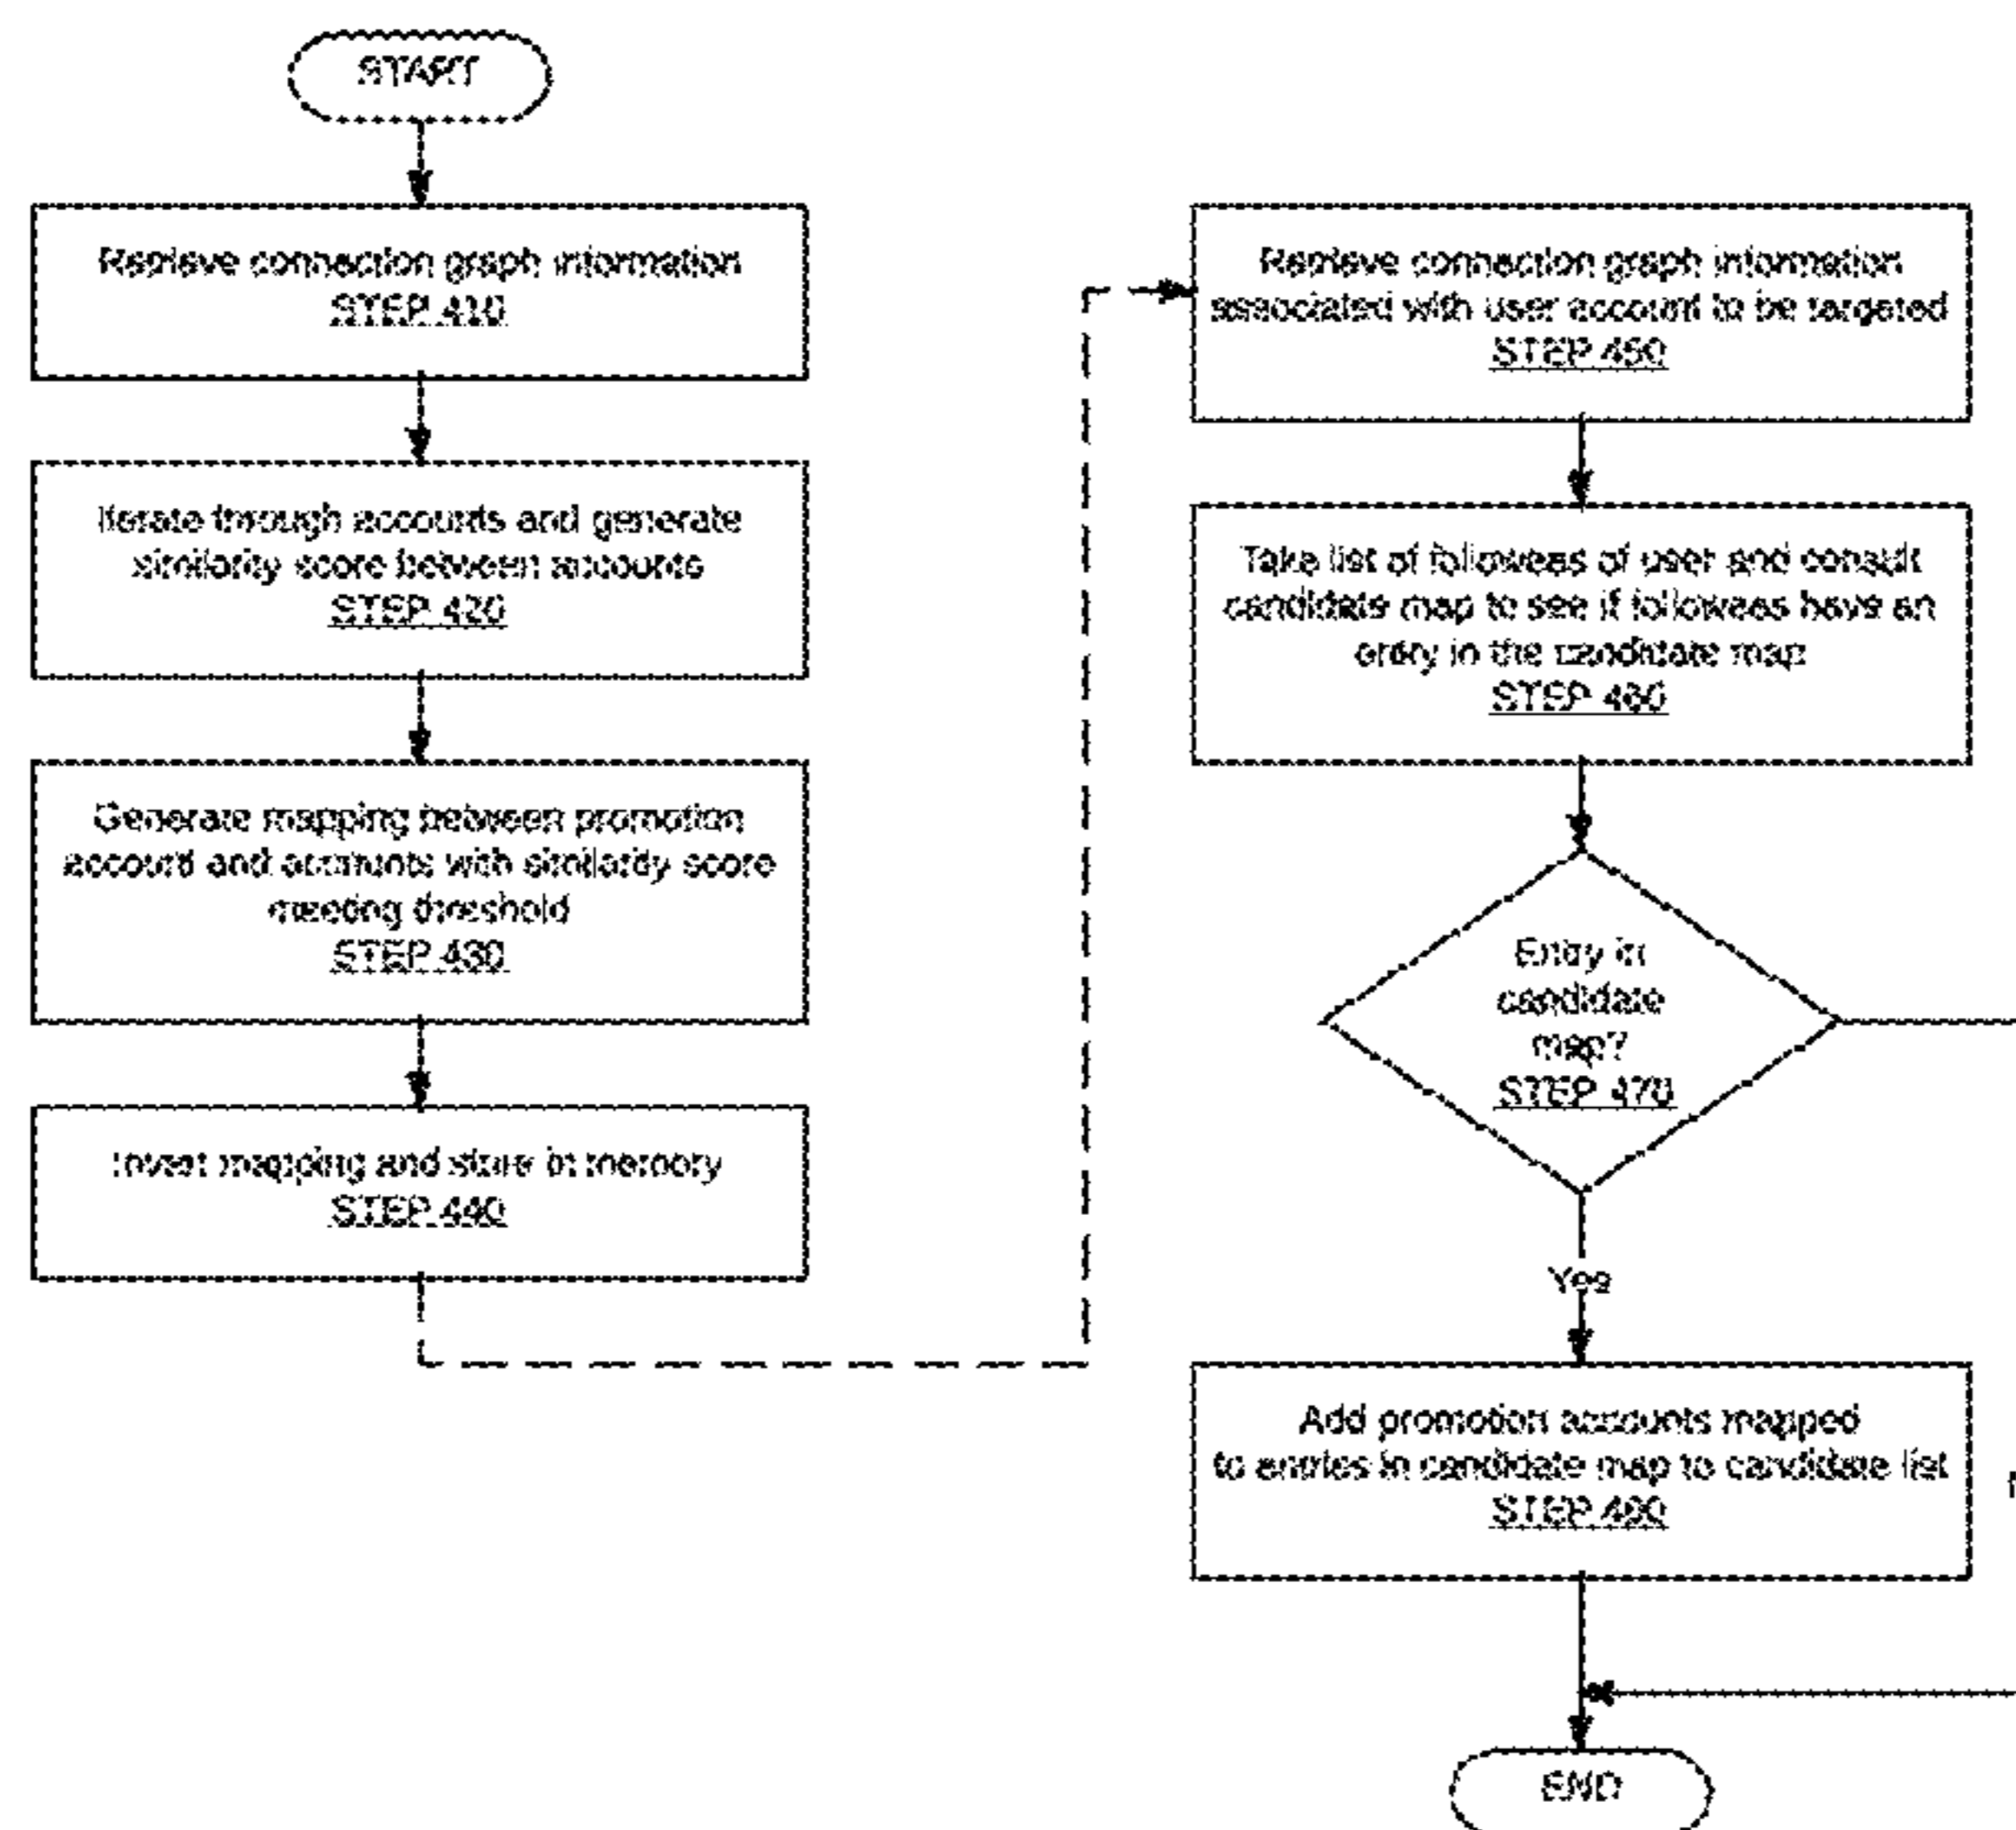 START
Retrieve connection graph information
STEP 410
Iterate through accounts and generate
similarity score between accounts
STEP 420
Generate mapping between promotion
account and accounts with similarity score
meeting threshold
STEP 430
Invert mapping and store in memory
STEP 440
Retrieve connection graph information
associated with user account to be targeted
STEP 450
Take list of followees of user and consult
candidate map to see if followees have an
entry in the candidate map
STEP 460
Entry in
candidate
map?
STEP 470
Yes
Add promotion accounts mapped
to entries in candidate map to candidate list
STEP 480
END